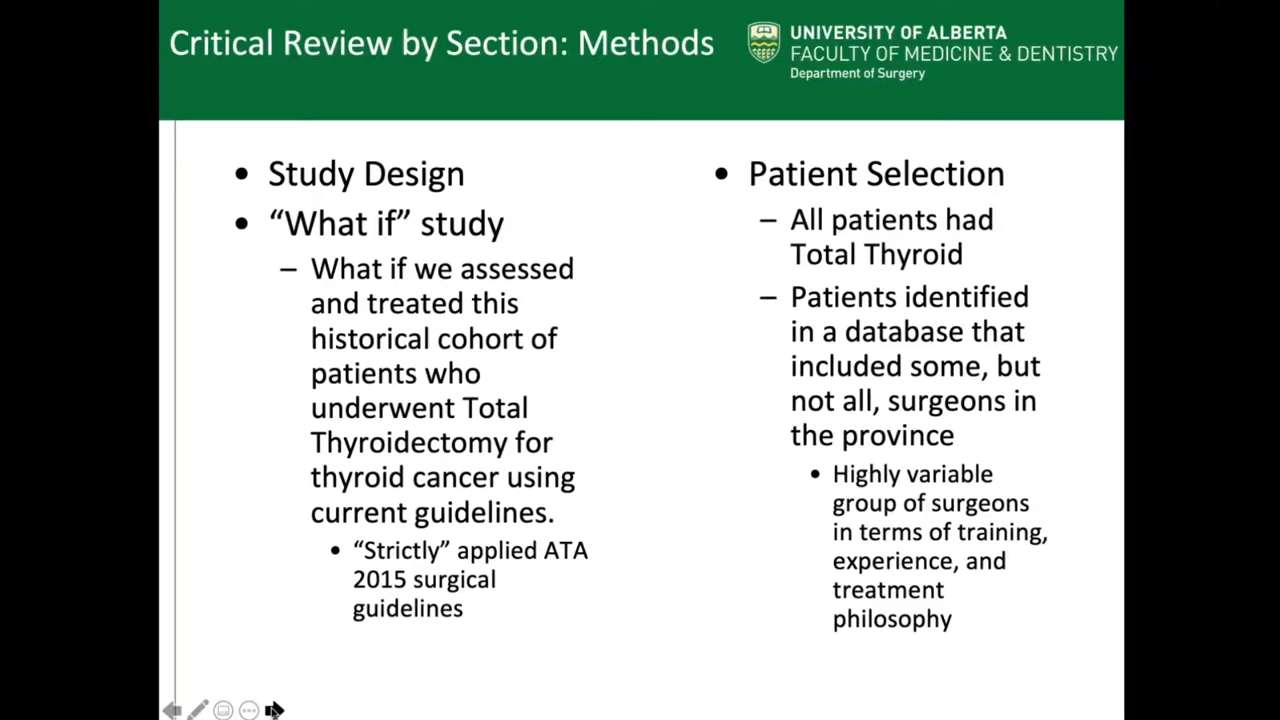 Critical Review by Section: Methods
UNIVERSITY OF ALBERTA
FACULTY OF MEDICINE & DENTISTRY
Department of Surgery
• Study Design
• “What if” study
– What if we assessed
and treated this
historical cohort of
patients who
underwent Total
Thyroidectomy for
thyroid cancer using
current guidelines.
• “Strictly” applied ATA
2015 surgical
guidelines
• Patient Selection
– All patients had
Total Thyroid
– Patients identified
in a database that
included some, but
not all, surgeons in
the province
• Highly variable
group of surgeons
in terms of training,
experience, and
treatment
philosophy